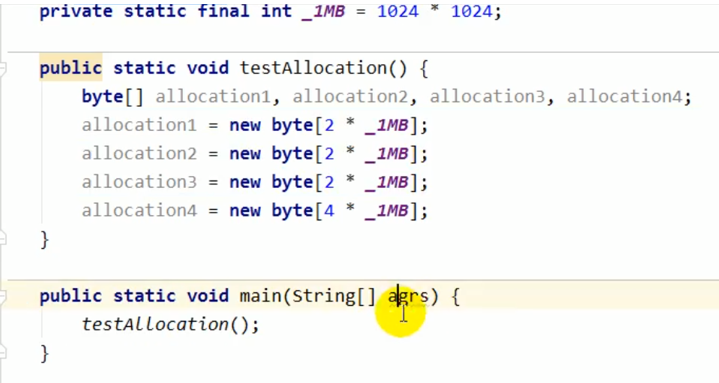 private static final int _1MB = 1024 * 1024;
public static void testAllocation() {
byte[] allocation1, allocation2, allocation3, allocation4;
allocation1 = new byte[2 * _1MB];
allocation2 = new byte[2 * _1MB];
allocation3 = new byte[2 * _1MB];
allocation4 = new byte[4 * _1MB];
}
public static void main(String[] agrs) {
testAllocation();
}